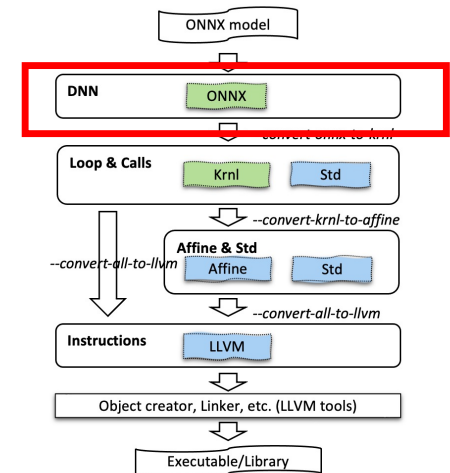 ONNX model
DNN
ONNX
--convert-onnx-to-krnl
Loop & Calls
Krnl
Std
--convert-krnl-to-affine
Affine & Std
--convert-all-to-llvm
Affine
Std
--convert-all-to-llvm
Instructions
LLVM
Object creator, Linker, etc. (LLVM tools)
Executable/Library